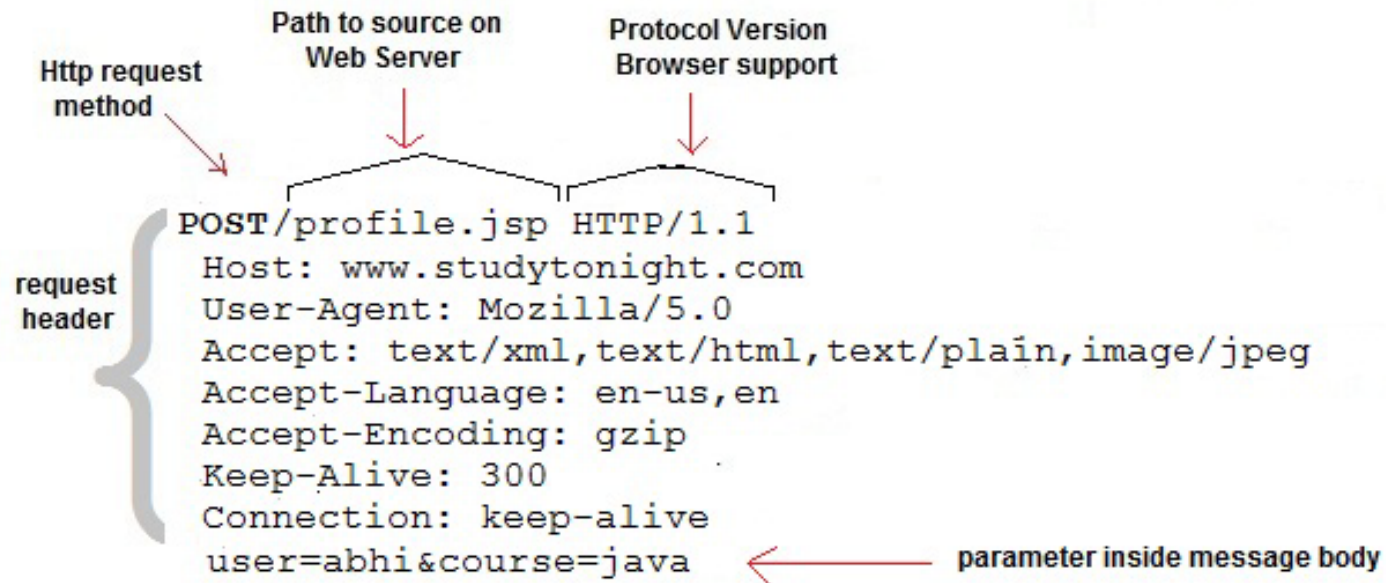 Path to source on
Web Server
Protocol Version
Browser support
Http request
method
POST/profile.jsp HTTP/1.1
request
header
Host: www.studytonight.com
User-Agent: Mozilla/5.0
Accept: text/xml,text/html,text/plain,image/jpeg
Accept-Language: en-us,en
Accept-Encoding: gzip
Keep-Alive: 300
Connection: keep-alive
user=abhi&course=java
parameter inside message body